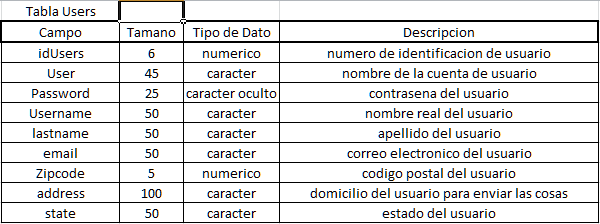 Tabla Users
Campo Tamano Tipo de Dato Descripcion
idUsers 6 numerico numero de identificacion de usuario
User 45 caracter nombre de la cuenta de usuario
Password 25 caracter oculto contrasena del usuario
Username 50 caracter nombre real del usuario
lastname 50 caracter apellido del usuario
email 50 caracter correo electronico del usuario
Zipcode 5 numerico codigo postal del usuario
address 100 caracter domicilio del usuario para enviar las cosas
state 50 caracter estado del usuario